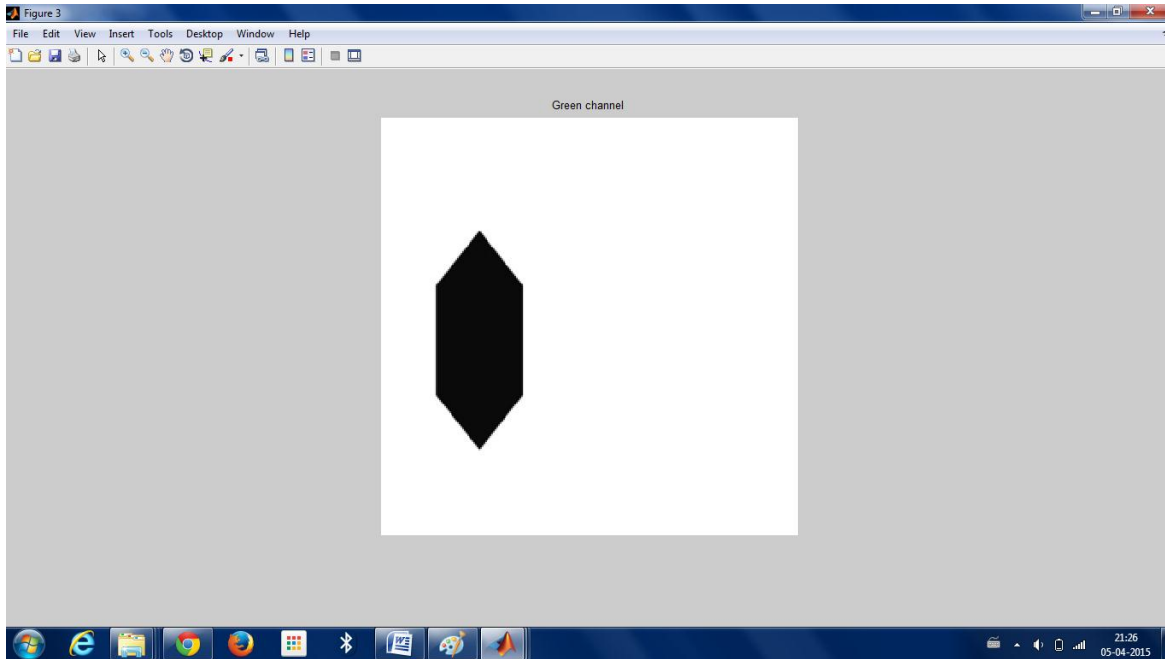 Figure 3
File Edit View Insert Tools Desktop Window Help
Green channel
21:26
05-04-2015